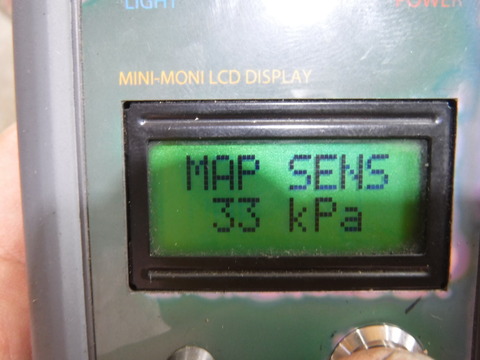 LIGHT
POWER
MINI-MONI LCD DISPLAY
MAP SENS
33 kPa